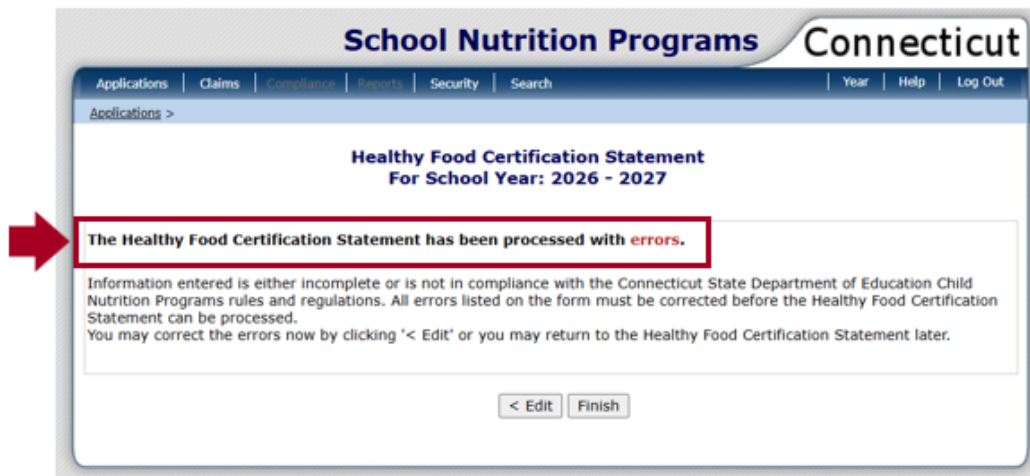 School Nutrition Programs
Connecticut
Applications | Claims | Compliance | Reports | Security | Search | Year | Help | Log Out
Applications >
Healthy Food Certification Statement
For School Year: 2026 - 2027
The Healthy Food Certification Statement has been processed with errors.
Information entered is either incomplete or is not in compliance with the Connecticut State Department of Education Child
Nutrition Programs rules and regulations. All errors listed on the form must be corrected before the Healthy Food Certification
Statement can be processed.
You may correct the errors now by clicking '< Edit' or you may return to the Healthy Food Certification Statement later.
< Edit Finish